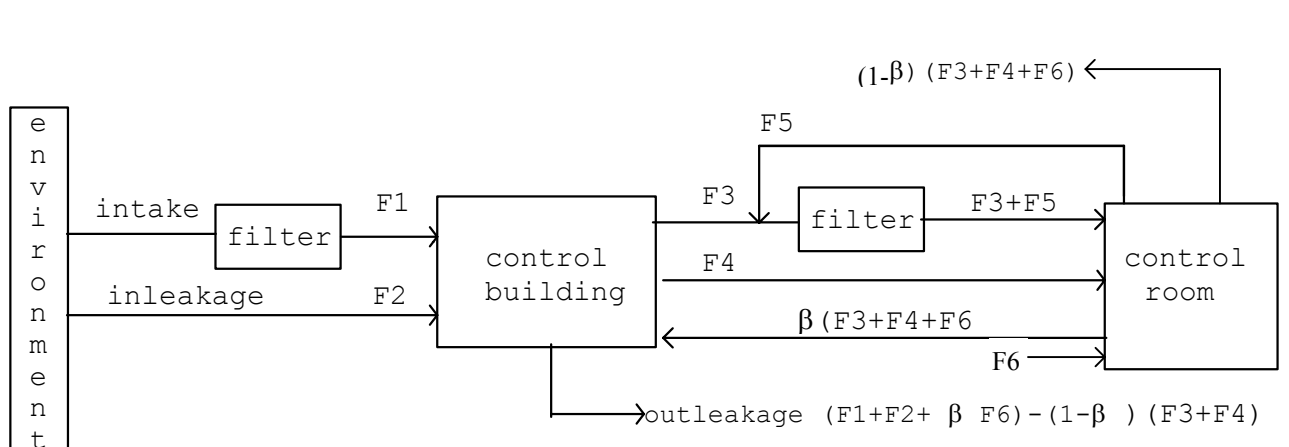 (1-β)(F3+F4+F6)
environment
F5
intake
filter
F1
F3
filter
F3+F5
control
building
F4
control
room
inleakage
F2
β(F3+F4+F6
F6
outleakage (F1+F2+ β F6)-(1-β )(F3+F4)